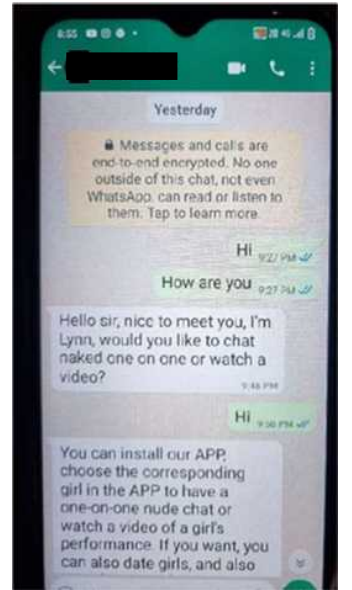 8:55
Yesterday
Messages and calls are
end-to-end encrypted. No one
outside of this chat, not even
WhatsApp, can read or listen to
them. Tap to learn more.
Hi 9:27 PM
How are you 9:27 PM
Hello sir, nice to meet you, I'm
Lynn, would you like to chat
naked one on one or watch a
video?
9:46 PM
Hi 9:50 PM
You can install our APP,
choose the corresponding
girl in the APP to have a
one-on-one nude chat or
watch a video of a girl's
performance. If you want, you
can also date girls, and also